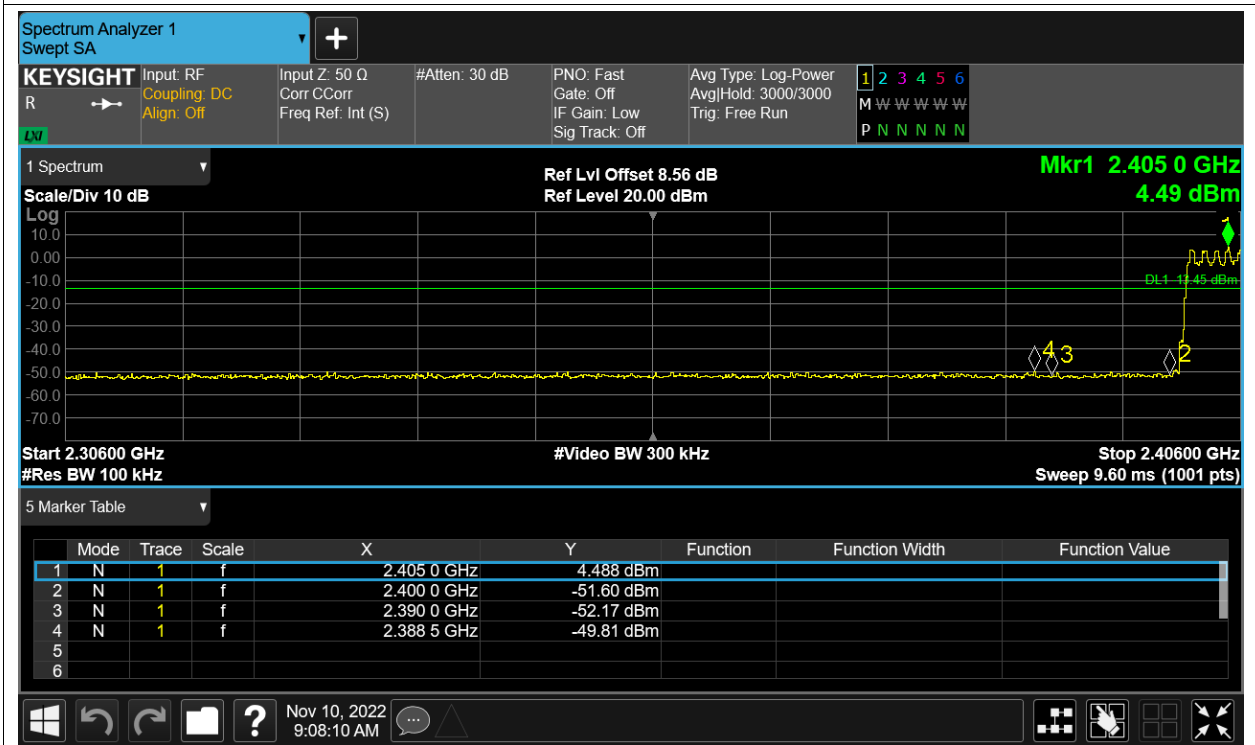 Spectrum Analyzer 1
Swept SA
KEYSIGHT
R
LXI
Input: RF
Coupling: DC
Align: Off
Input Z: 50 Ω
Corr CCorr
Freq Ref: Int (S)
#Atten: 30 dB
PNO: Fast
Gate: Off
IF Gain: Low
Sig Track: Off
Avg Type: Log-Power
Avg|Hold: 3000/3000
Trig: Free Run
1 2 3 4 5 6
M W W W W W
P N N N N N
1 Spectrum
Scale/Div 10 dB
Ref Lvl Offset 8.56 dB
Ref Level 20.00 dBm
Mkr1 2.405 0 GHz
4.49 dBm
Log
10.0
0.00
-10.0
-20.0
-30.0
-40.0
-50.0
-60.0
-70.0
1
DL1 -13.45 dBm
4 3 2
Start 2.30600 GHz
#Res BW 100 kHz
#Video BW 300 kHz
Stop 2.40600 GHz
Sweep 9.60 ms (1001 pts)
5 Marker Table
Mode Trace Scale X Y Function Function Width Function Value
1 N 1 f 2.405 0 GHz 4.488 dBm
2 N 1 f 2.400 0 GHz -51.60 dBm
3 N 1 f 2.390 0 GHz -52.17 dBm
4 N 1 f 2.388 5 GHz -49.81 dBm
5
6
?
Nov 10, 2022
9:08:10 AM